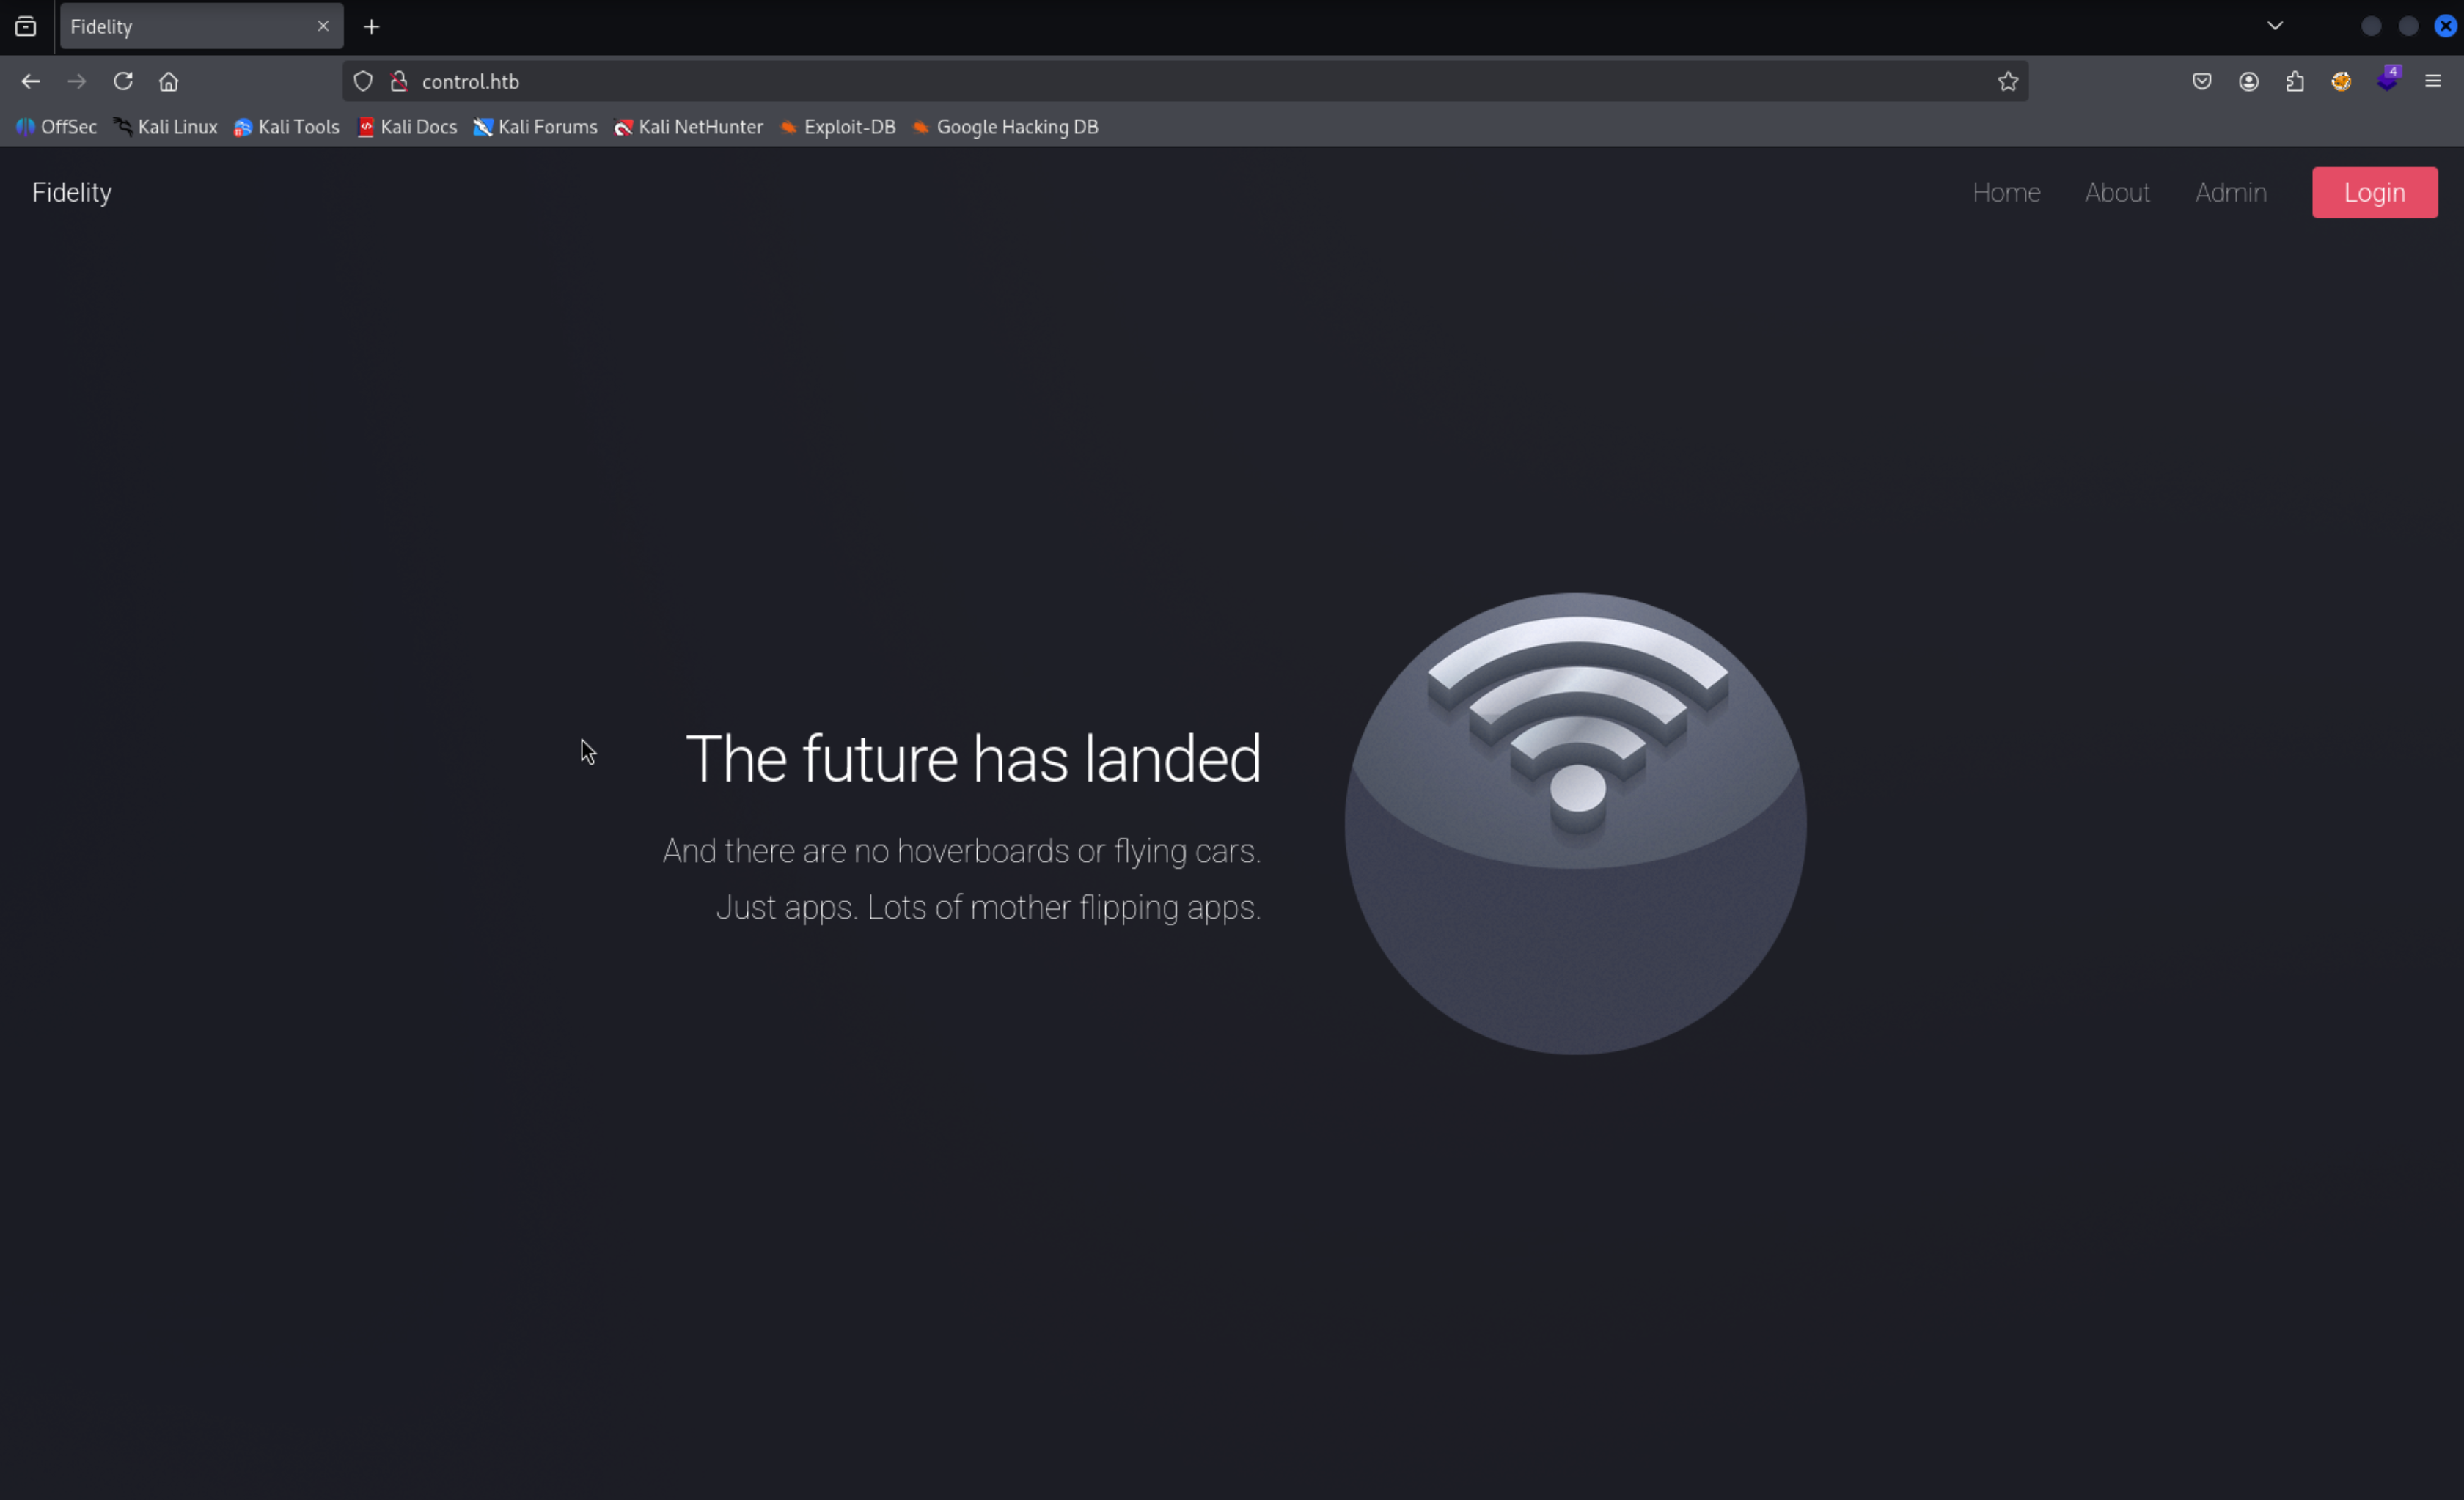 Fidelity
control.htb
4
OffSec Kali Linux Kali Tools Kali Docs Kali Forums Kali NetHunter Exploit-DB Google Hacking DB
Fidelity Home About Admin Login
The future has landed
And there are no hoverboards or flying cars.
Just apps. Lots of mother flipping apps.